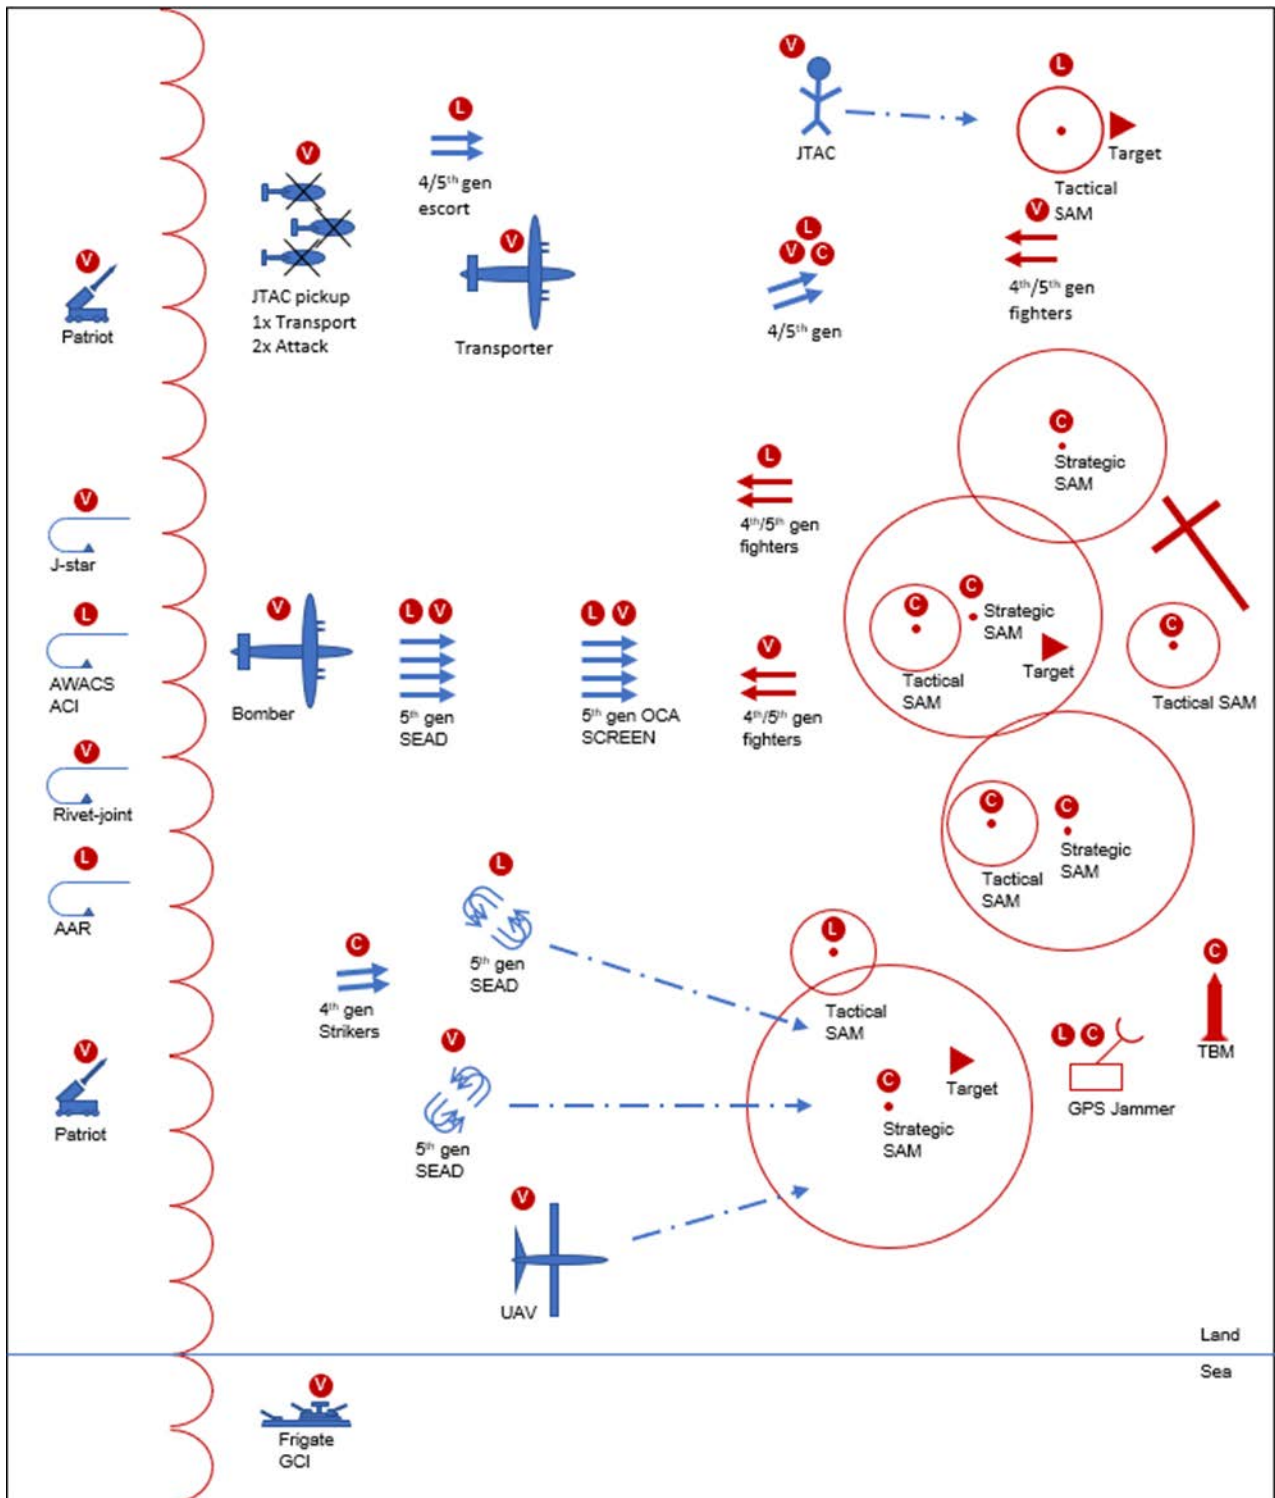 V
JTAC
L
Target
Tactical
SAM
L
4/5th gen
escort
V
JTAC pickup
1x Transport
2x Attack
V
Transporter
L
V C
4/5th gen
V
4th/5th gen
fighters
V
Patriot
C
Strategic
SAM
L
4th/5th gen
fighters
V
J-star
L
AWACS
ACI
V
Bomber
L V
5th gen
SEAD
L V
5th gen OCA
SCREEN
V
4th/5th gen
fighters
C
Tactical
SAM
C
Strategic
SAM
Target
C
Tactical SAM
V
Rivet-joint
C
Tactical
SAM
C
Strategic
SAM
L
AAR
L
5th gen
SEAD
C
4th gen
Strikers
L
Tactical
SAM
C
TBM
V
Patriot
V
5th gen
SEAD
C
Strategic
SAM
Target
L C
GPS Jammer
V
UAV
Land
Sea
V
Frigate
GCI